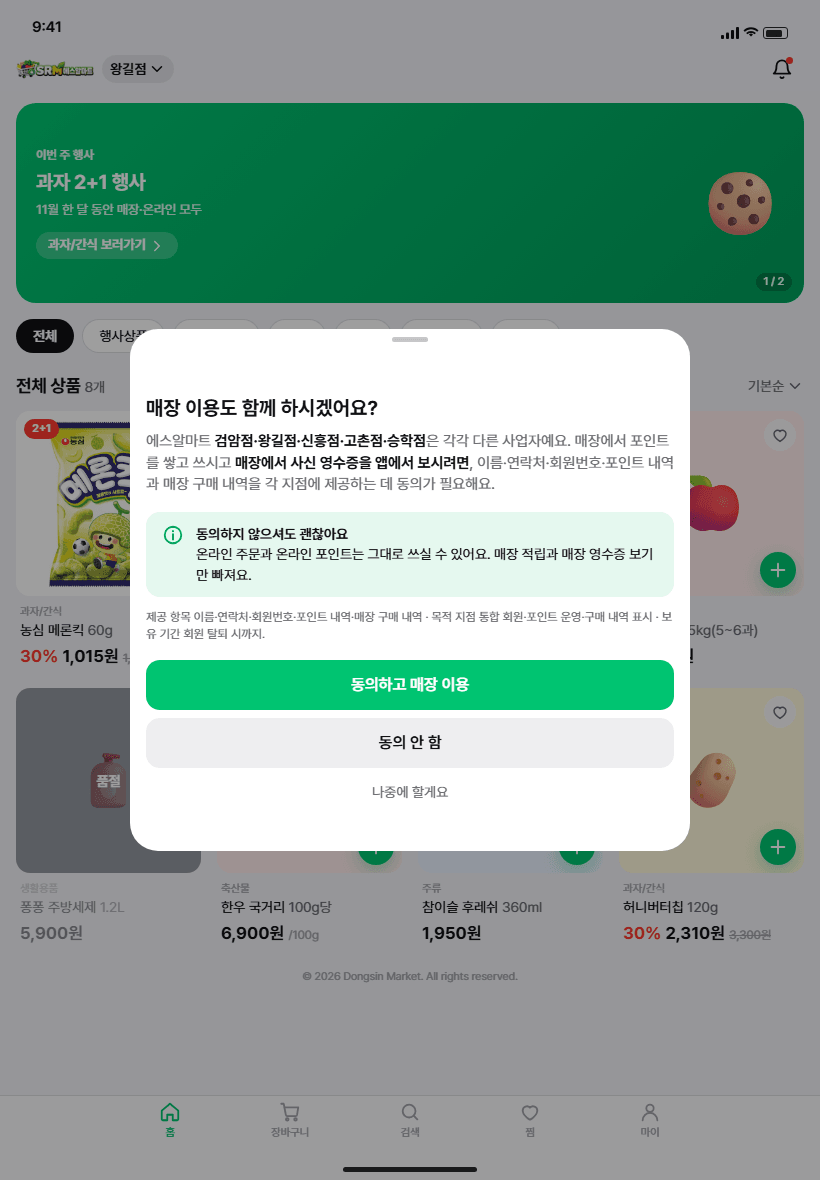 9:41
SRM 에스알마트
왕길점
이번 주 행사
과자 2+1 행사
11월 한 달 동안 매장·온라인 모두
과자/간식 보러가기
1 / 2
전체
행사상품
전체 상품 8개
기본순
매장 이용도 함께 하시겠어요?
에스알마트 검암점·왕길점·신흥점·고촌점·승학점은 각각 다른 사업자예요. 매장에서 포인트
를 쌓고 쓰시고 매장에서 사신 영수증을 앱에서 보시려면, 이름·연락처·회원번호·포인트 내역
과 매장 구매 내역을 각 지점에 제공하는 데 동의가 필요해요.
동의하지 않으셔도 괜찮아요
온라인 주문과 온라인 포인트는 그대로 쓰실 수 있어요. 매장 적립과 매장 영수증 보기
만 빠져요.
제공 항목 이름·연락처·회원번호·포인트 내역·매장 구매 내역 · 목적 지점 통합 회원·포인트 운영·구매 내역 표시 · 보
유 기간 회원 탈퇴 시까지.
동의하고 매장 이용
동의 안 함
나중에 할게요
2+1
농심
메론킥
과자/간식
농심 메론킥 60g
30% 1,015원
5kg(5~6과)
품절
생활용품
퐁퐁 주방세제 1.2L
5,900원
축산물
한우 국거리 100g당
6,900원 /100g
주류
참이슬 후레쉬 360ml
1,950원
과자/간식
허니버터칩 120g
30% 2,310원 3,300원
© 2026 Dongsin Market. All rights reserved.
홈
장바구니
검색
찜
마이